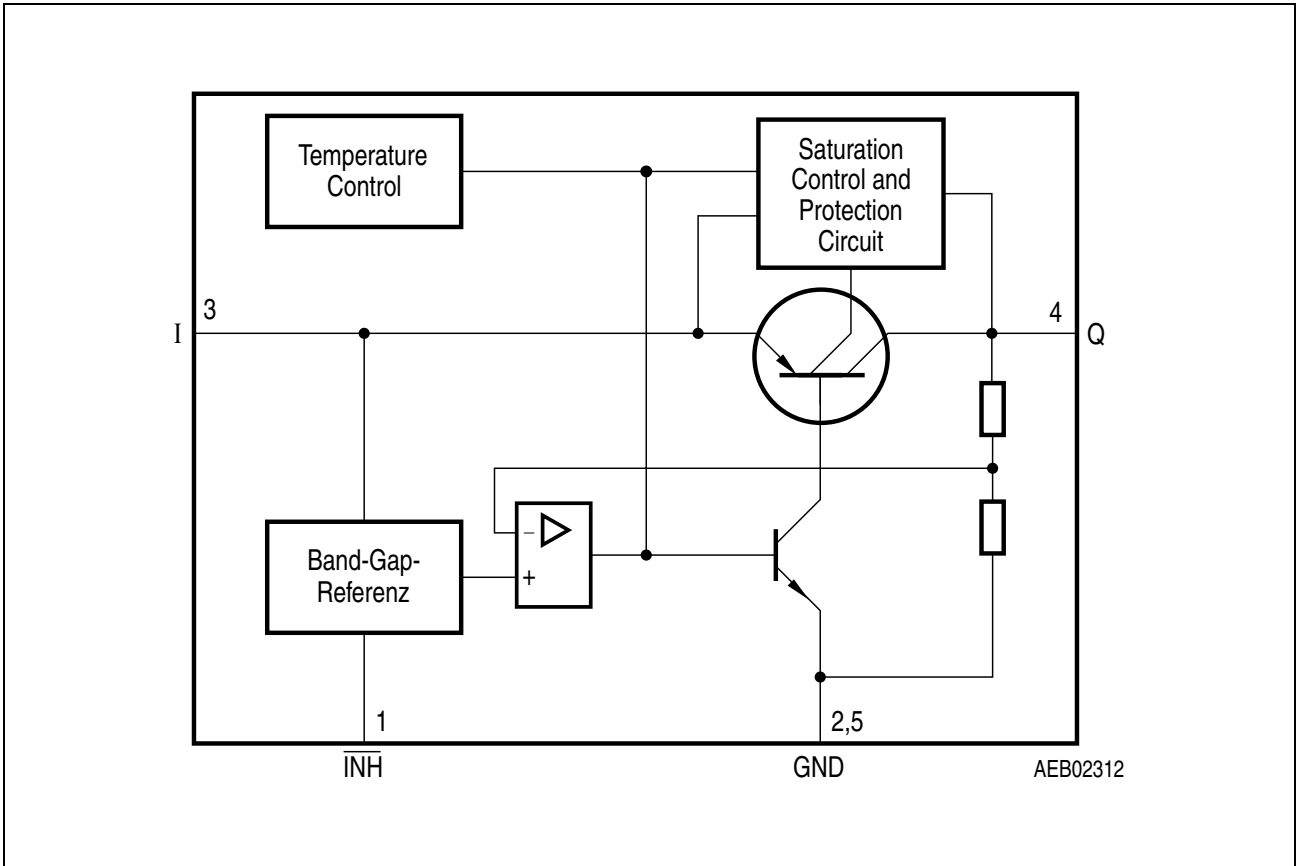 Temperature
Control
Saturation
Control and
Protection
Circuit
3
I
4
Q
Band-Gap-
Referenz
−
+
1
2,5
INH
GND
AEB02312